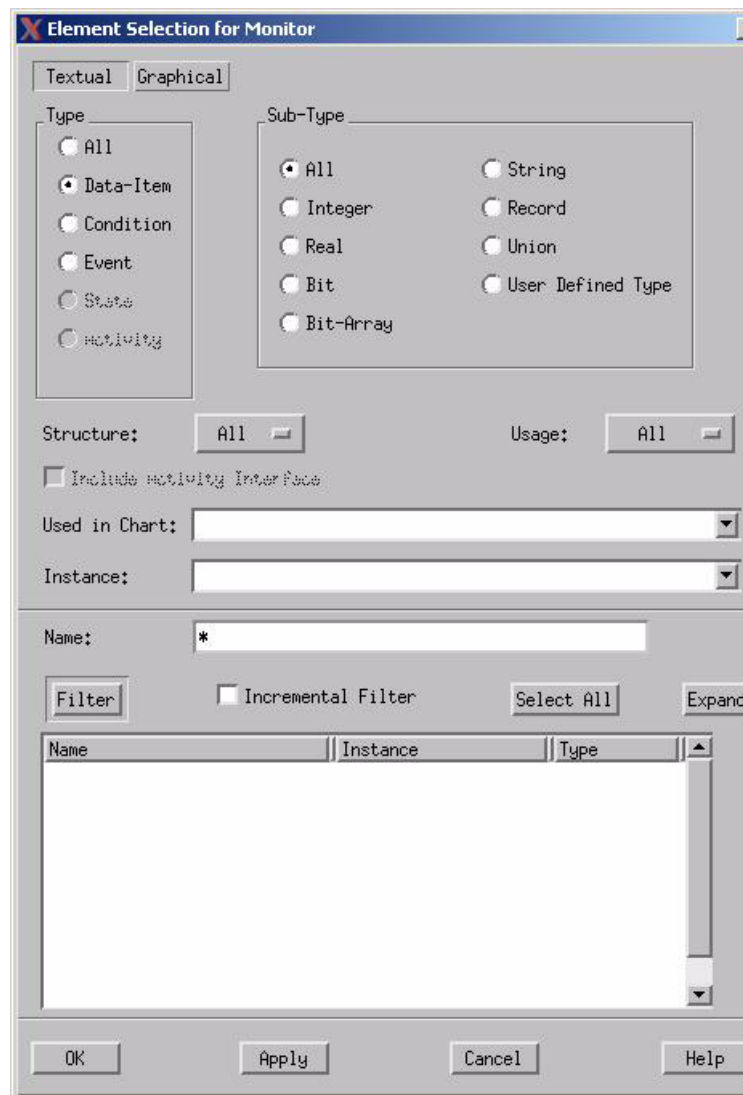 Element Selection for Monitor
Textual Graphical
Type Sub-Type
All
Data-Item
Condition
Event
State
Activity
All String
Integer Record
Real Union
Bit User Defined Type
Bit-Array
Structure: All Usage: All
Include Activity Interface
Used in Chart:
Instance:
Name: *
Filter Incremental Filter Select All Expand
Name Instance Type
OK Apply Cancel Help